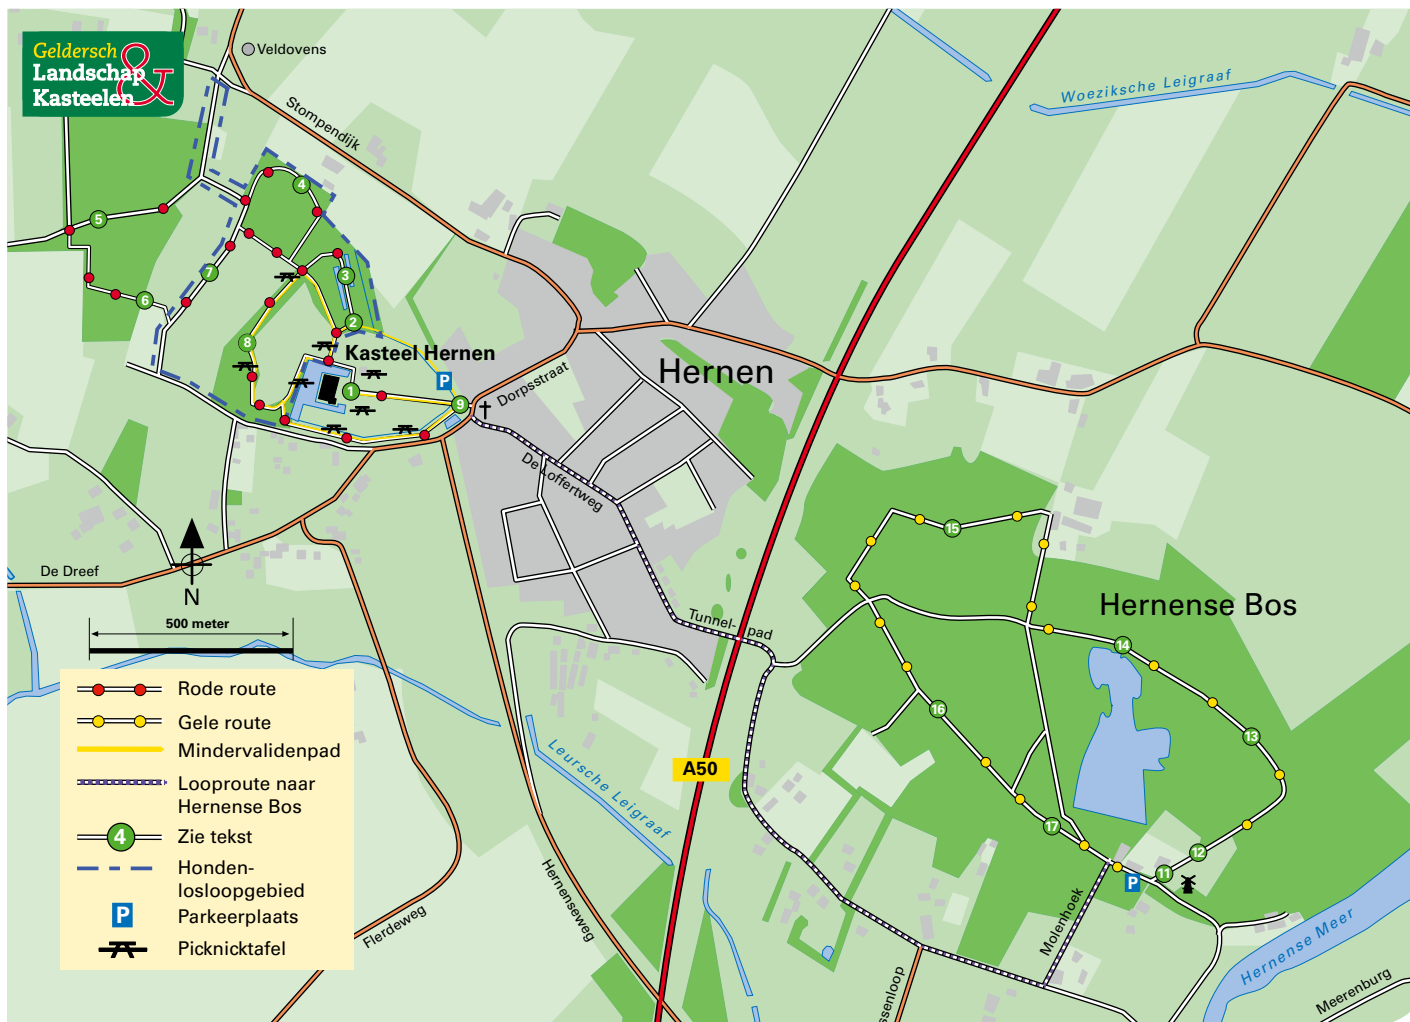 Geldersch
Landschap
&
Kasteelen
Veldovens
Stompendijk
Woeziksche Leigraaf
5
4
7
6
3
2
8
1
9
Kasteel Hernen
P
Dorpsstraat
Hernen
De Loffertweg
De Dreef
N
500 meter
Tunnel-pad
A50
Leursche Leigraaf
Hernenseweg
Flerdeweg
Hernense Bos
15
14
13
16
17
12
11
P
Molenhoek
ssenloop
Hernense Meer
Meerenburg
Rode route
Gele route
Mindervalidenpad
Looproute naar
Hernense Bos
4
Zie tekst
Honden-
losloopgebied
P
Parkeerplaats
Picknicktafel